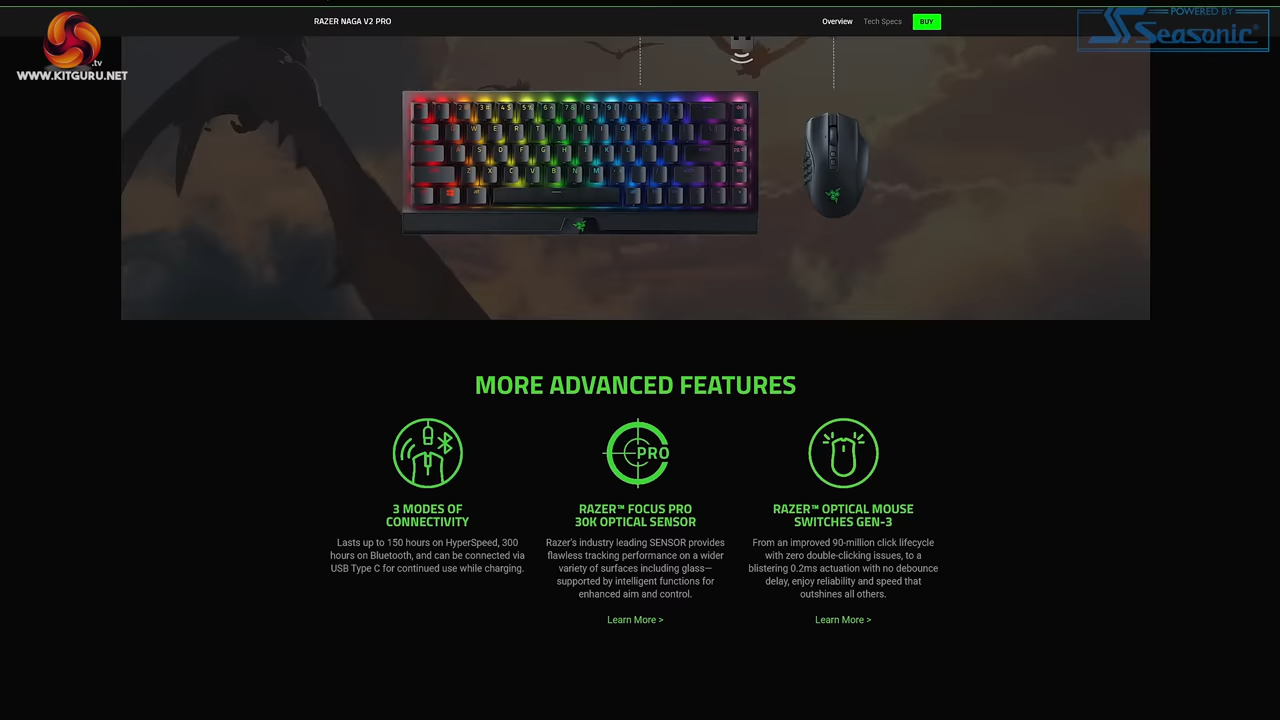 RAZER NAGA V2 PRO
Overview
Tech Specs
BUY
POWERED BY
Seasonic
.tv
WWW.KITGURU.NET
MORE ADVANCED FEATURES
PRO
3 MODES OF
CONNECTIVITY
Lasts up to 150 hours on HyperSpeed, 300
hours on Bluetooth, and can be connected via
USB Type C for continued use while charging.
RAZER™ FOCUS PRO
30K OPTICAL SENSOR
Razer's industry leading SENSOR provides
flawless tracking performance on a wider
variety of surfaces including glass—
supported by intelligent functions for
enhanced aim and control.
Learn More >
RAZER™ OPTICAL MOUSE
SWITCHES GEN-3
From an improved 90-million click lifecycle
with zero double-clicking issues, to a
blistering 0.2ms actuation with no debounce
delay, enjoy reliability and speed that
outshines all others.
Learn More >